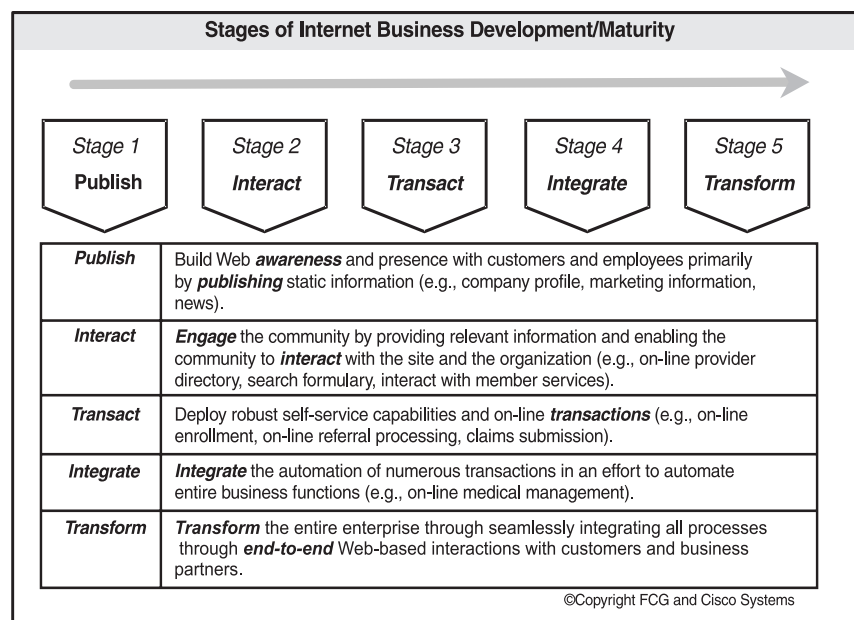 Stages of Internet Business Development/Maturity
Stage 1
Publish
Stage 2
Interact
Stage 3
Transact
Stage 4
Integrate
Stage 5
Transform
Publish
Build Web awareness and presence with customers and employees primarily
by publishing static information (e.g., company profile, marketing information,
news).
Interact
Engage the community by providing relevant information and enabling the
community to interact with the site and the organization (e.g., on-line provider
directory, search formulary, interact with member services).
Transact
Deploy robust self-service capabilities and on-line transactions (e.g., on-line
enrollment, on-line referral processing, claims submission).
Integrate
Integrate the automation of numerous transactions in an effort to automate
entire business functions (e.g., on-line medical management).
Transform
Transform the entire enterprise through seamlessly integrating all processes
through end-to-end Web-based interactions with customers and business
partners.
©Copyright FCG and Cisco Systems